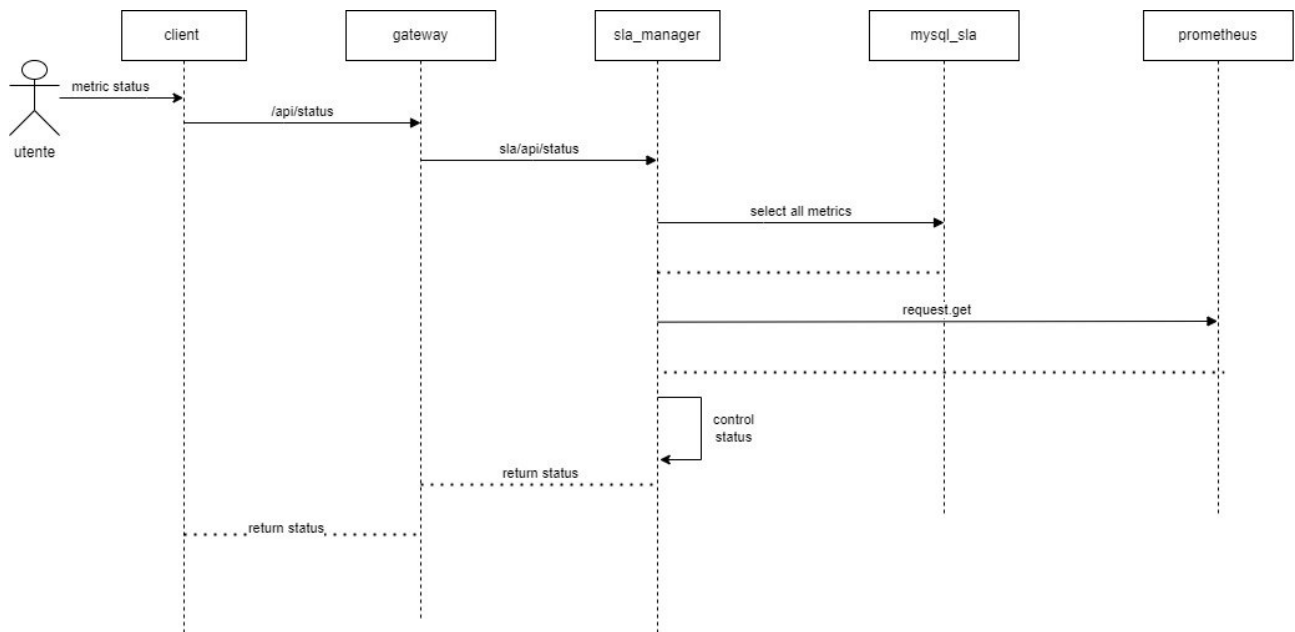 client
gateway
sla_manager
mysql_sla
prometheus
metric status
utente
/api/status
sla/api/status
select all metrics
request.get
control
status
return status
return status